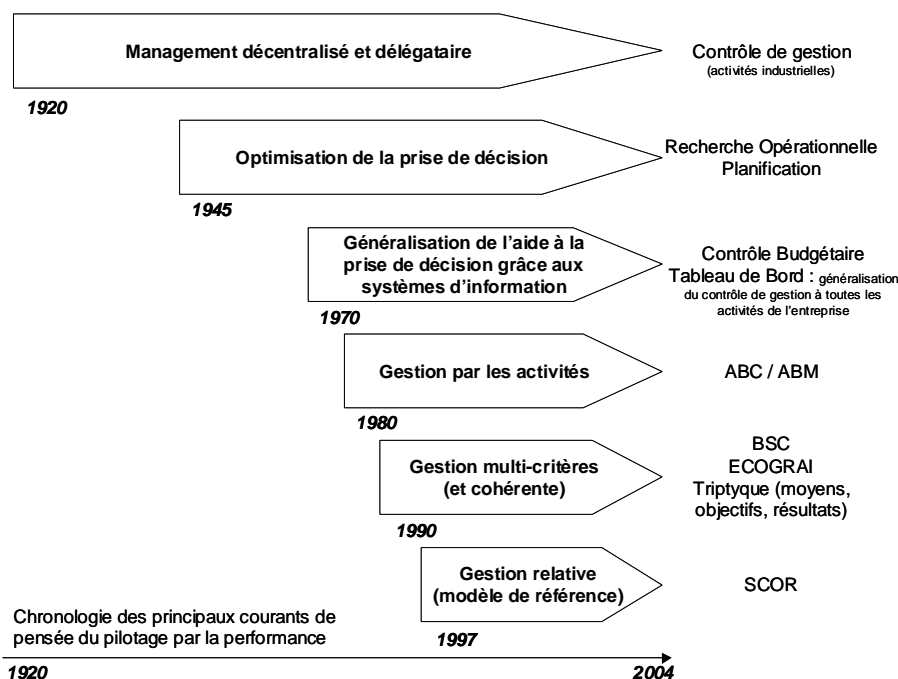 Management décentralisé et délégataire
Contrôle de gestion
(activités industrielles)
1920
Optimisation de la prise de décision
Recherche Opérationnelle
Planification
1945
Généralisation de l'aide à la
prise de décision grâce aux
systèmes d'information
Contrôle Budgétaire
Tableau de Bord : généralisation
du contrôle de gestion à toutes les
activités de l'entreprise
1970
Gestion par les activités
ABC / ABM
1980
Gestion multi-critères
(et cohérente)
BSC
ECOGRAI
Triptyque (moyens,
objectifs, résultats)
1990
Gestion relative
(modèle de référence)
SCOR
1997
Chronologie des principaux courants de
pensée du pilotage par la performance
1920
2004